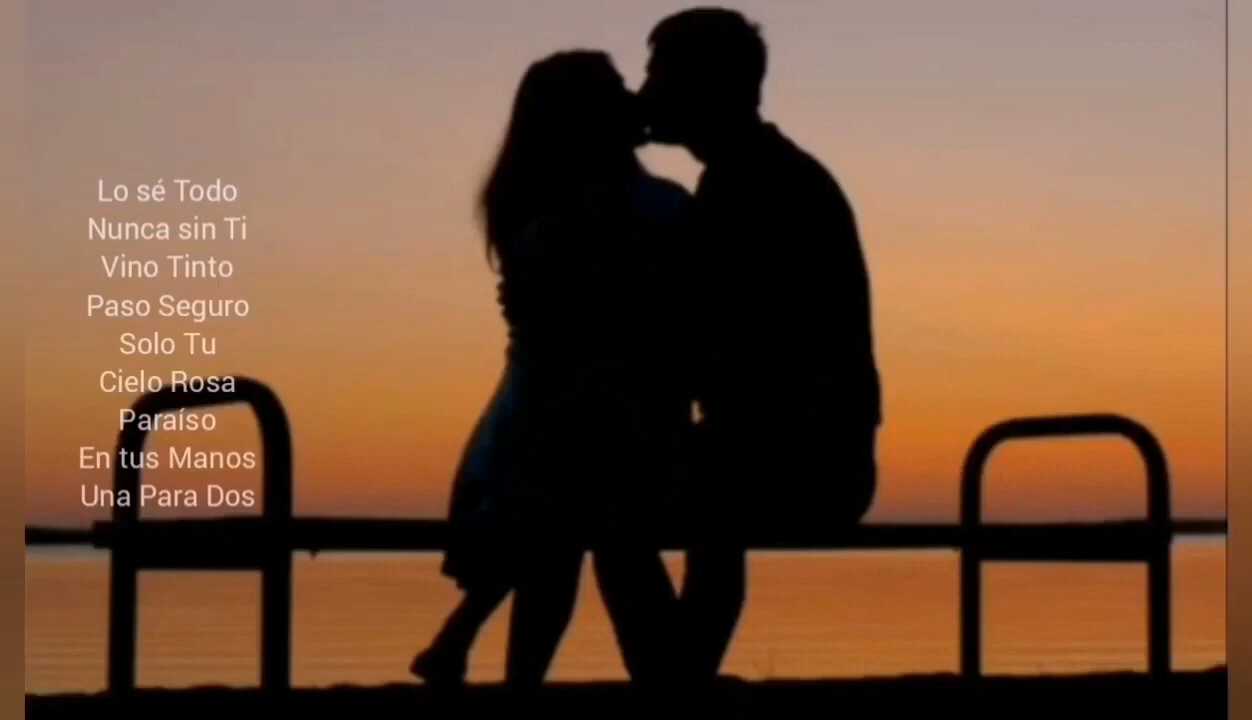 Lo sé Todo
Nunca sin Ti
Vino Tinto
Paso Seguro
Solo Tu
Cielo Rosa
Paraíso
En tus Manos
Una Para Dos